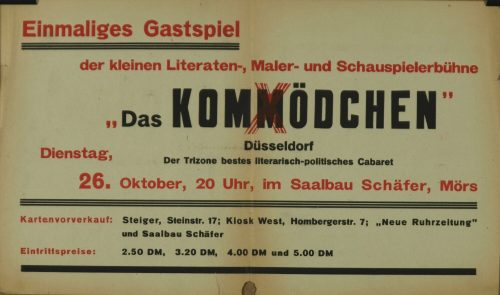 Einmaliges Gastspiel
der kleinen Literaten-, Maler- und Schauspielerbühne
„Das KOMMÖDCHEN"
Düsseldorf
Der Trizone bestes literarisch-politisches Cabaret
Dienstag,
26. Oktober, 20 Uhr, im Saalbau Schäfer, Mörs
Kartenvorverkauf: Steiger, Steinstr. 17; Kiosk West, Hombergerstr. 7; „Neue Ruhrzeitung"
und Saalbau Schäfer
Eintrittspreise: 2.50 DM, 3.20 DM, 4.00 DM und 5.00 DM